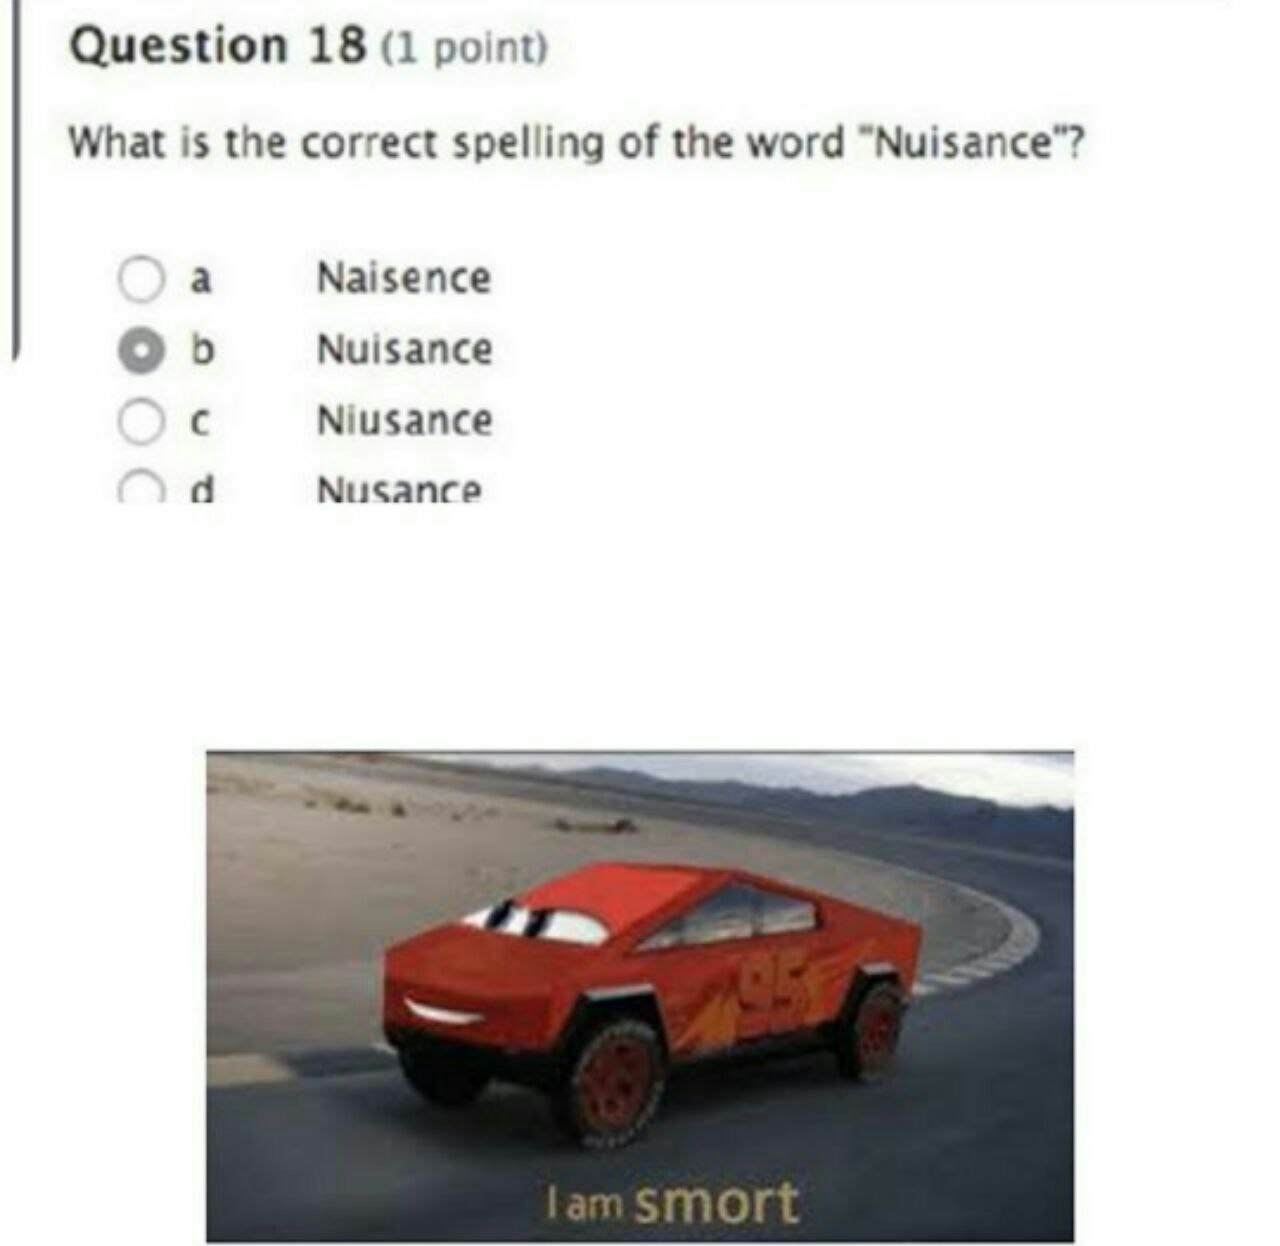 Question 18 (1 point)
What is the correct spelling of the word "Nuisance"?
a Naisence
b Nuisance
c Niusance
d Nusance
95
I am smort